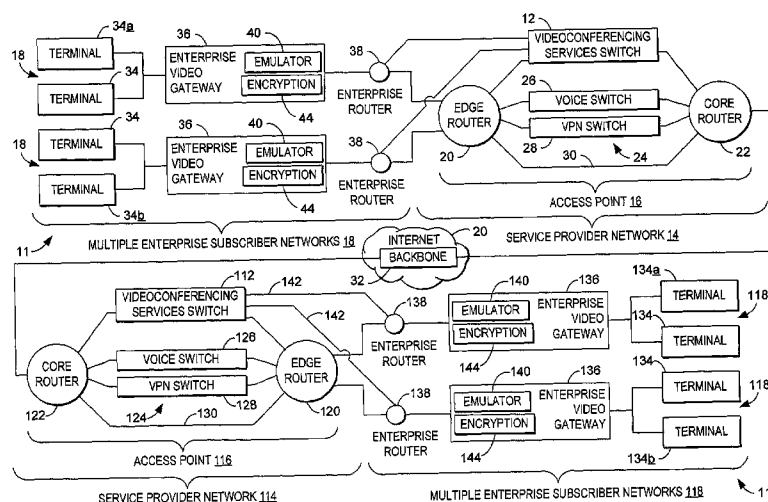 34a
TERMINAL
18
34
TERMINAL
34
TERMINAL
18
TERMINAL
34b
36
ENTERPRISE
VIDEO
GATEWAY
40
EMULATOR
ENCRYPTION
44
36
ENTERPRISE
VIDEO
GATEWAY
40
EMULATOR
ENCRYPTION
44
38
ENTERPRISE
ROUTER
38
ENTERPRISE
ROUTER
12
VIDEOCONFERENCING
SERVICES SWITCH
26
VOICE SWITCH
VPN SWITCH
28
24
30
EDGE
ROUTER
20
CORE
ROUTER
22
ACCESS POINT 16
SERVICE PROVIDER NETWORK 14
11
MULTIPLE ENTERPRISE SUBSCRIBER NETWORKS 18
INTERNET
20
BACKBONE
32
112
VIDEOCONFERENCING
SERVICES SWITCH
142
142
126
VOICE SWITCH
VPN SWITCH
128
124
130
CORE
ROUTER
122
EDGE
ROUTER
120
ACCESS POINT 116
SERVICE PROVIDER NETWORK 114
138
ENTERPRISE
ROUTER
138
ENTERPRISE
ROUTER
140
136
EMULATOR
ENCRYPTION
ENTERPRISE
VIDEO
GATEWAY
144
140
136
EMULATOR
ENCRYPTION
ENTERPRISE
VIDEO
GATEWAY
144
134a
TERMINAL
118
134
TERMINAL
134
TERMINAL
118
TERMINAL
134b
MULTIPLE ENTERPRISE SUBSCRIBER NETWORKS 118